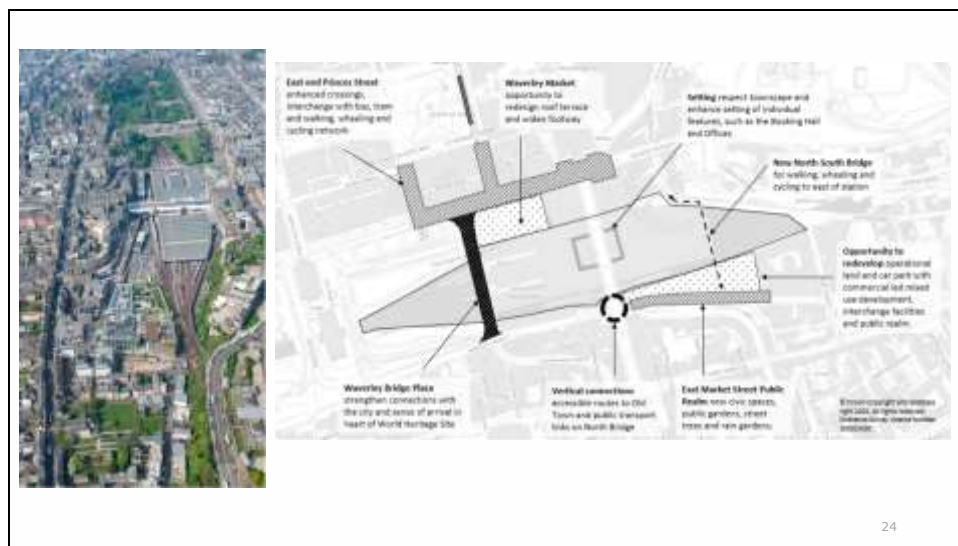 East end Princes Street
enhanced crossings,
interchange with bus, tram
and walking, wheeling and
cycling network
Waverley Market
opportunity to
redesign roof terrace
and widen footway
Setting respect townscape and
enhance setting of individual
features, such as the Booking Hall
and Offices
New North South Bridge
for walking, wheeling and
cycling to east of station
Opportunity to
redevelop operational
land and car park with
commercial led mixed
use development,
interchange facilities
and public realm.
Waverley Bridge Place
strengthen connections with
the city and sense of arrival in
heart of World Heritage Site
Vertical connections
accessible routes to Old
Town and public transport
links on North Bridge
East Market Street Public
Realm new civic spaces,
public gardens, street
trees and rain gardens.
24